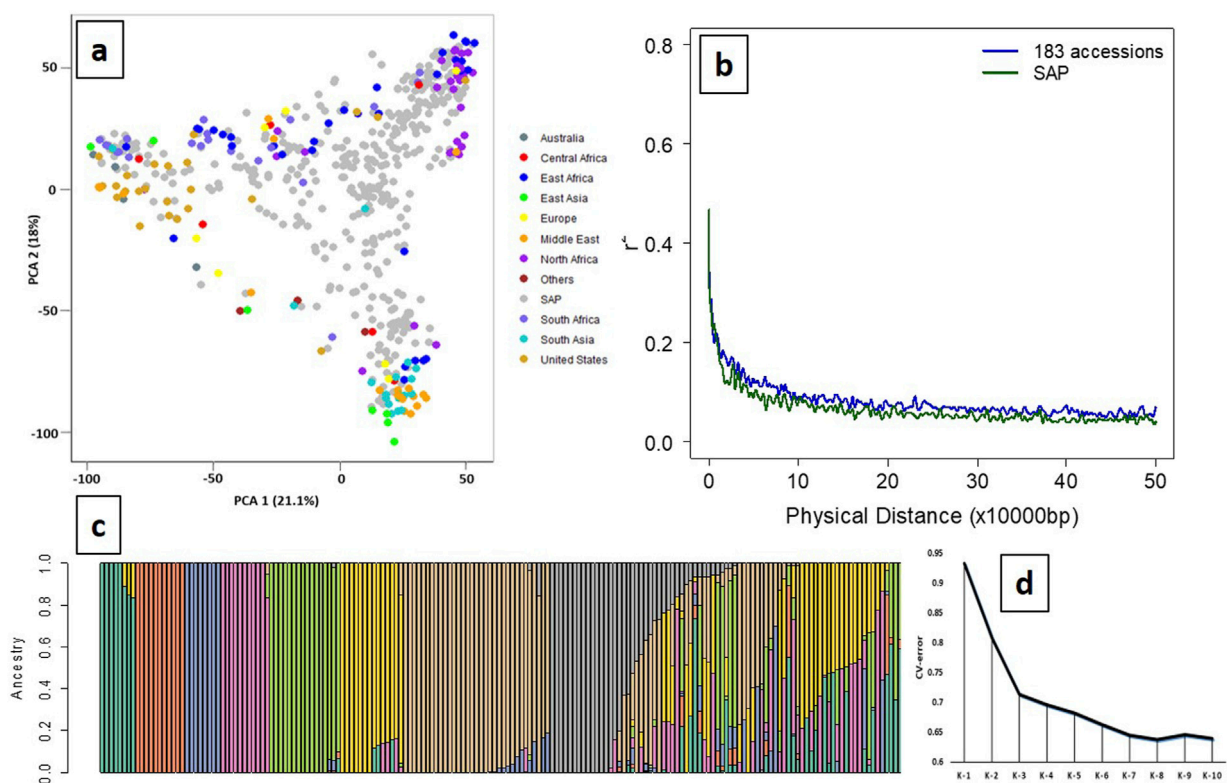 a
50
0
-50
-100
PCA 2 (18%)
-100 -50 0 50
PCA 1 (21.1%)
Australia
Central Africa
East Africa
East Asia
Europe
Middle East
North Africa
Others
SAP
South Africa
South Asia
United States
b
183 accessions
SAP
0.8
0.6
0.4
0.2
0.0
r²
0 10 20 30 40 50
Physical Distance (x10000bp)
c
1.0
0.8
0.6
0.4
0.2
0.0
Ancestry
d
0.95
0.9
0.85
0.8
0.75
0.7
0.65
0.6
CV-error
K-1 K-2 K-3 K-4 K-5 K-6 K-7 K-8 K-9 K-10